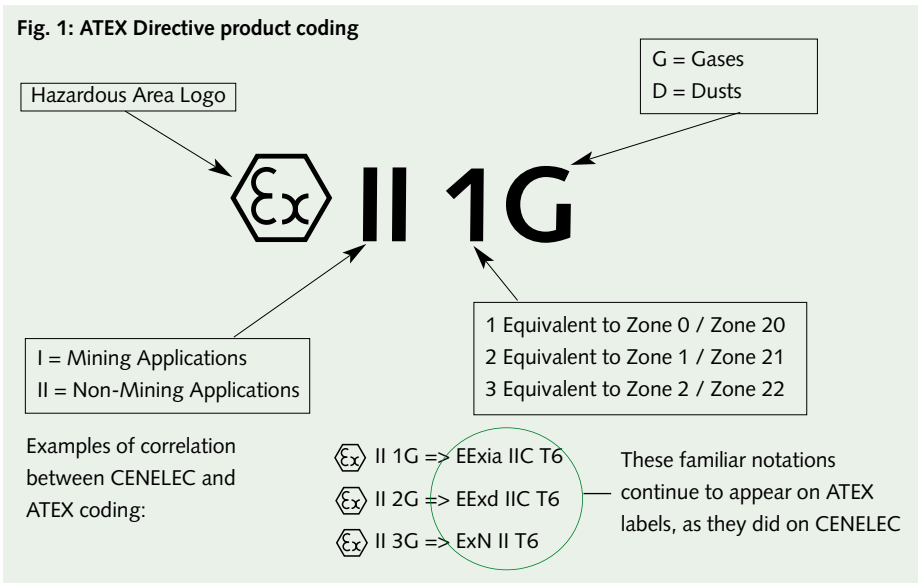 Fig. 1: ATEX Directive product coding
G = Gases
D = Dusts
Hazardous Area Logo
Ex II 1G
1 Equivalent to Zone 0 / Zone 20
2 Equivalent to Zone 1 / Zone 21
3 Equivalent to Zone 2 / Zone 22
I = Mining Applications
II = Non-Mining Applications
Examples of correlation
between CENELEC and
ATEX coding:
Ex II 1G => EExia IIC T6
Ex II 2G => EExd IIC T6
Ex II 3G => ExN II T6
These familiar notations
continue to appear on ATEX
labels, as they did on CENELEC